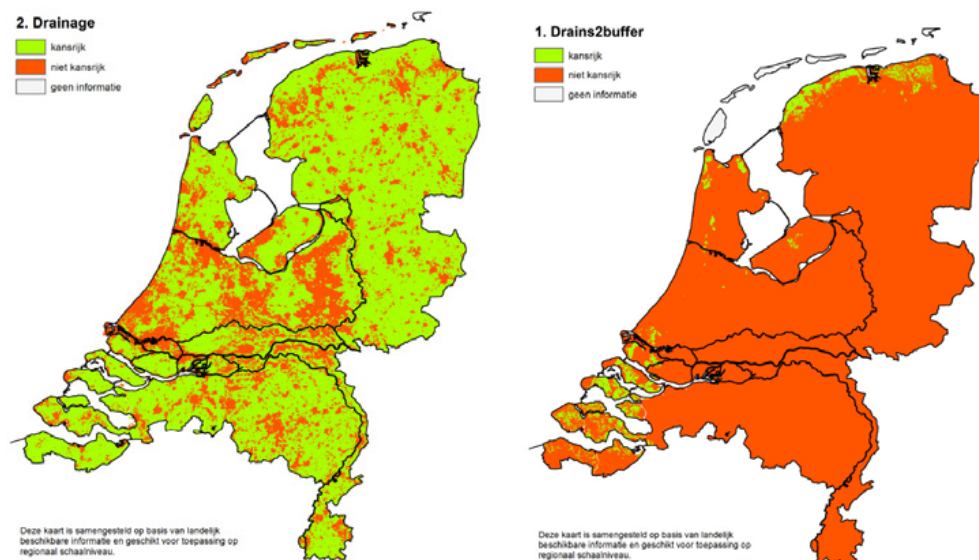 2. Drainage
kansrijk
niet kansrijk
geen informatie
Deze kaart is samengesteld op basis van landelijk
beschikbare informatie en geschikt voor toepassing op
regionaal schaalniveau.
1. Drains2buffer
kansrijk
niet kansrijk
geen informatie
Deze kaart is samengesteld op basis van landelijk
beschikbare informatie en geschikt voor toepassing op
regionaal schaalniveau.